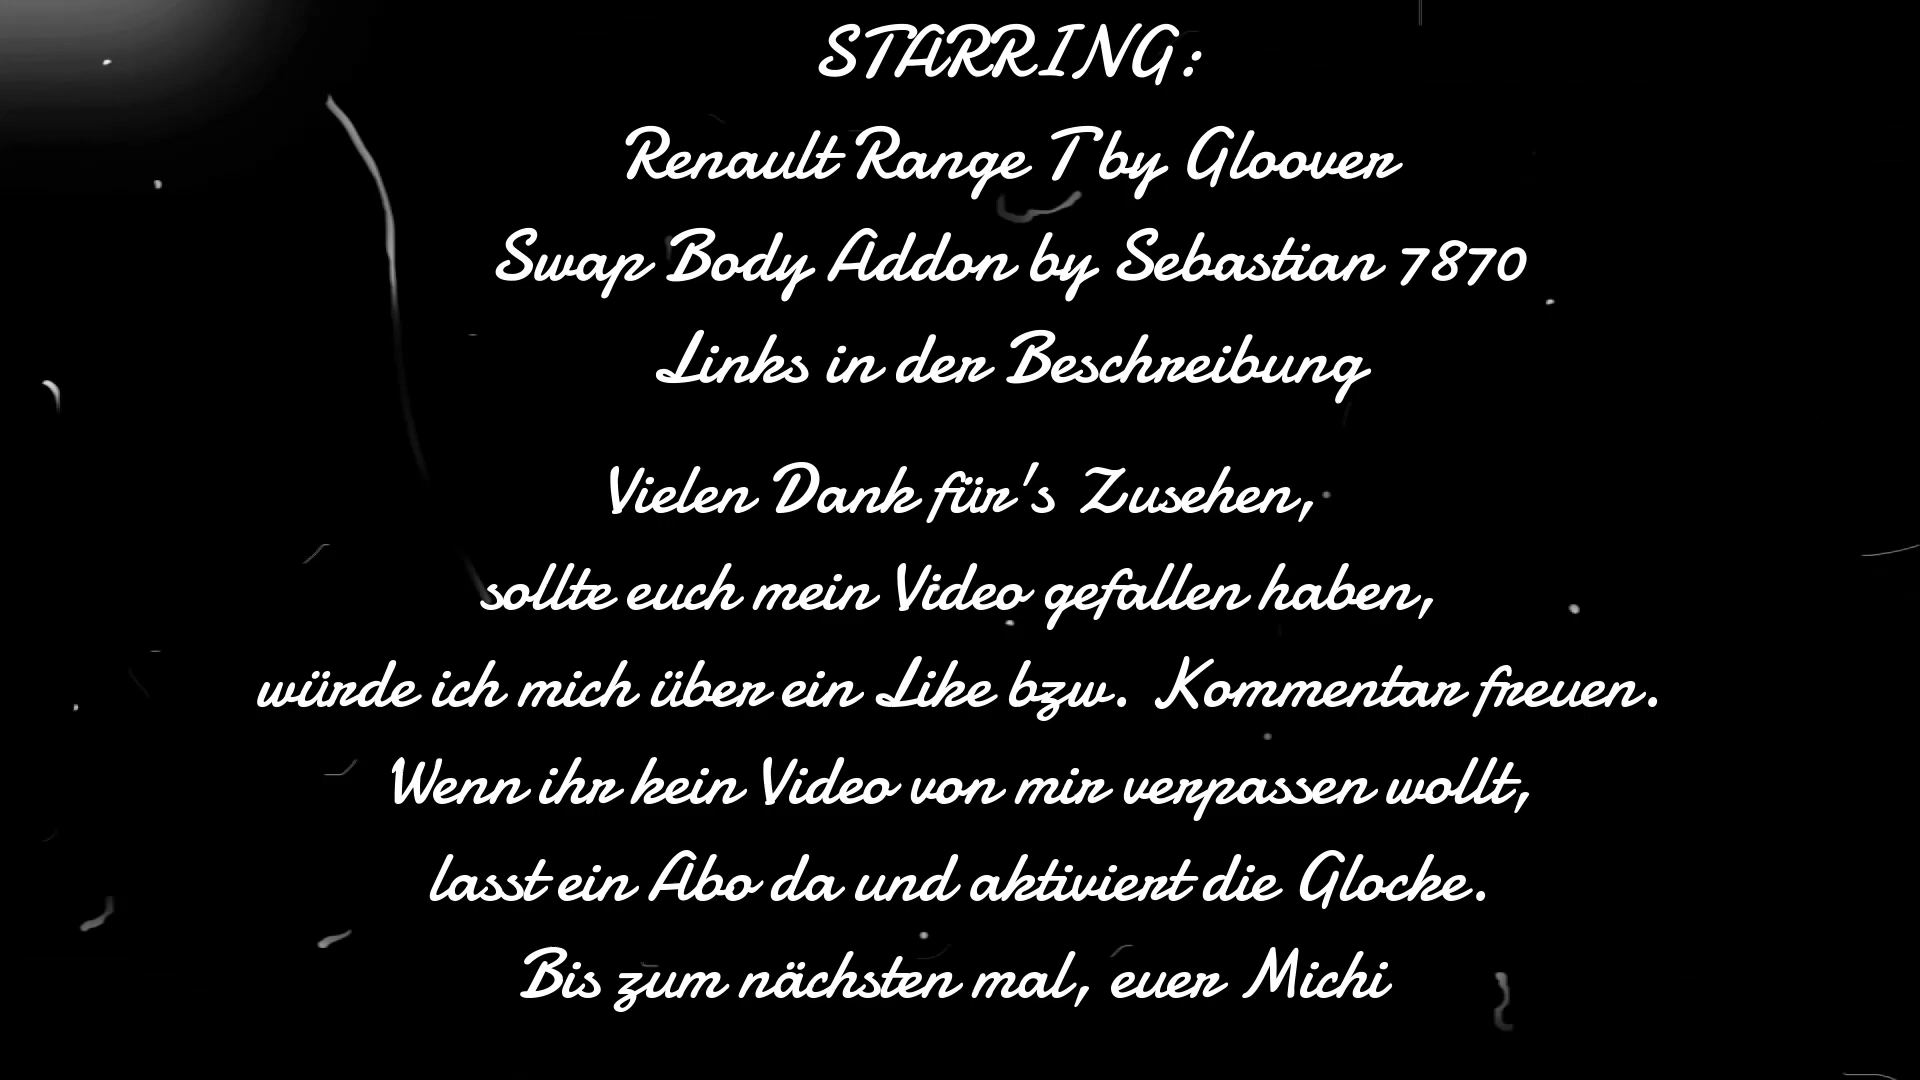 STARRING:
Renault Range T by Gloover
Swap Body Addon by Sebastian 7870
Links in der Beschreibung
Vielen Dank für's Zusehen,
sollte euch mein Video gefallen haben,
würde ich mich über ein Like bzw. Kommentar freuen.
Wenn ihr kein Video von mir verpassen wollt,
lasst ein Abo da und aktiviert die Glocke.
Bis zum nächsten mal, euer Michi